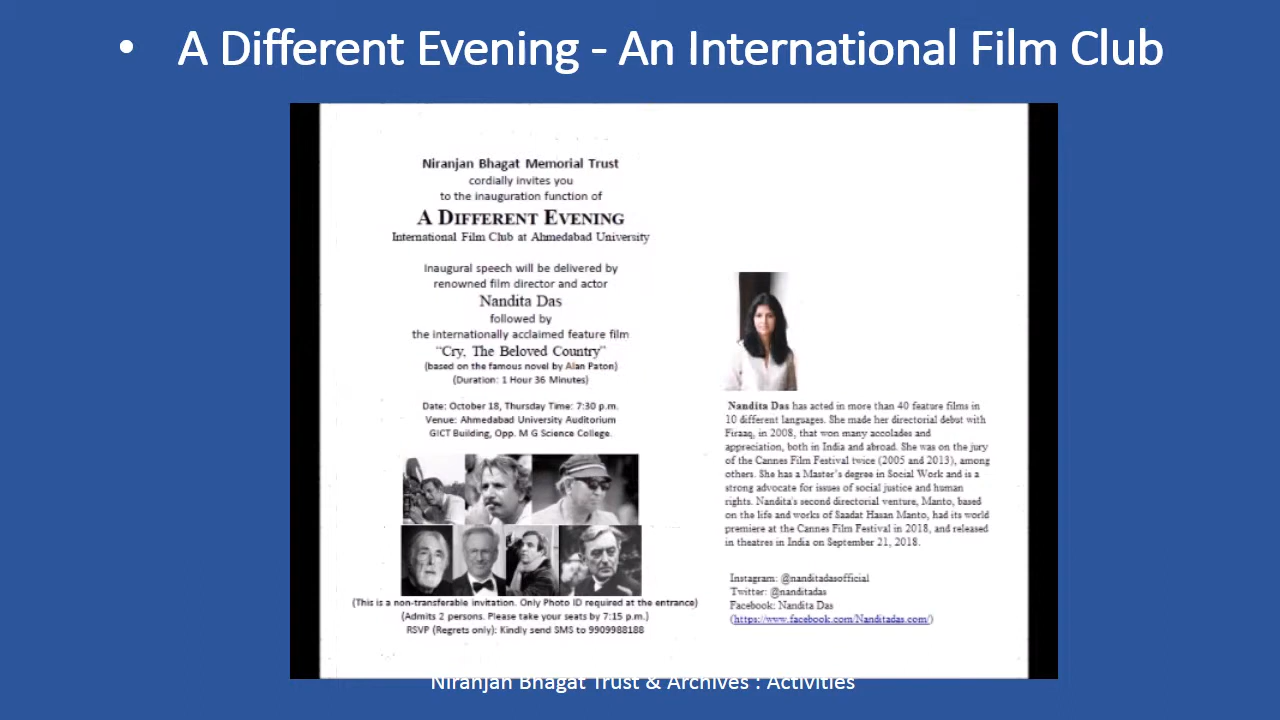 • A Different Evening - An International Film Club
Niranjan Bhagat Memorial Trust
cordially invites you
to the inauguration function of
A DIFFERENT EVENING
International Film Club at Ahmedabad University
Inaugural speech will be delivered by
renowned film director and actor
Nandita Das
followed by
the internationally acclaimed feature film
"Cry, The Beloved Country"
(based on the famous novel by Alan Paton)
(Duration: 1 Hour 36 Minutes)
Date: October 18, Thursday Time: 7:30 p.m.
Venue: Ahmedabad University Auditorium
GICT Building, Opp. M G Science College.
(This is a non-transferable invitation. Only Photo ID required at the entrance)
(Admits 2 persons. Please take your seats by 7:15 p.m.)
RSVP (Regrets only): Kindly send SMS to 9909988188
Nandita Das has acted in more than 40 feature films in
10 different languages. She made her directorial debut with
Firaaq, in 2008, that won many accolades and
appreciation, both in India and abroad. She was on the jury
of the Cannes Film Festival twice (2005 and 2013), among
others. She has a Master's degree in Social Work and is a
strong advocate for issues of social justice and human
rights. Nandita's second directorial venture, Manto, based
on the life and works of Saadat Hasan Manto, had its world
premiere at the Cannes Film Festival in 2018, and released
in theatres in India on September 21, 2018.
Instagram: @nanditadasofficial
Twitter: @nanditadas
Facebook: Nandita Das
(https://www.facebook.com/Nanditadas.com/)
Niranjan Bhagat Trust & Archives : Activities